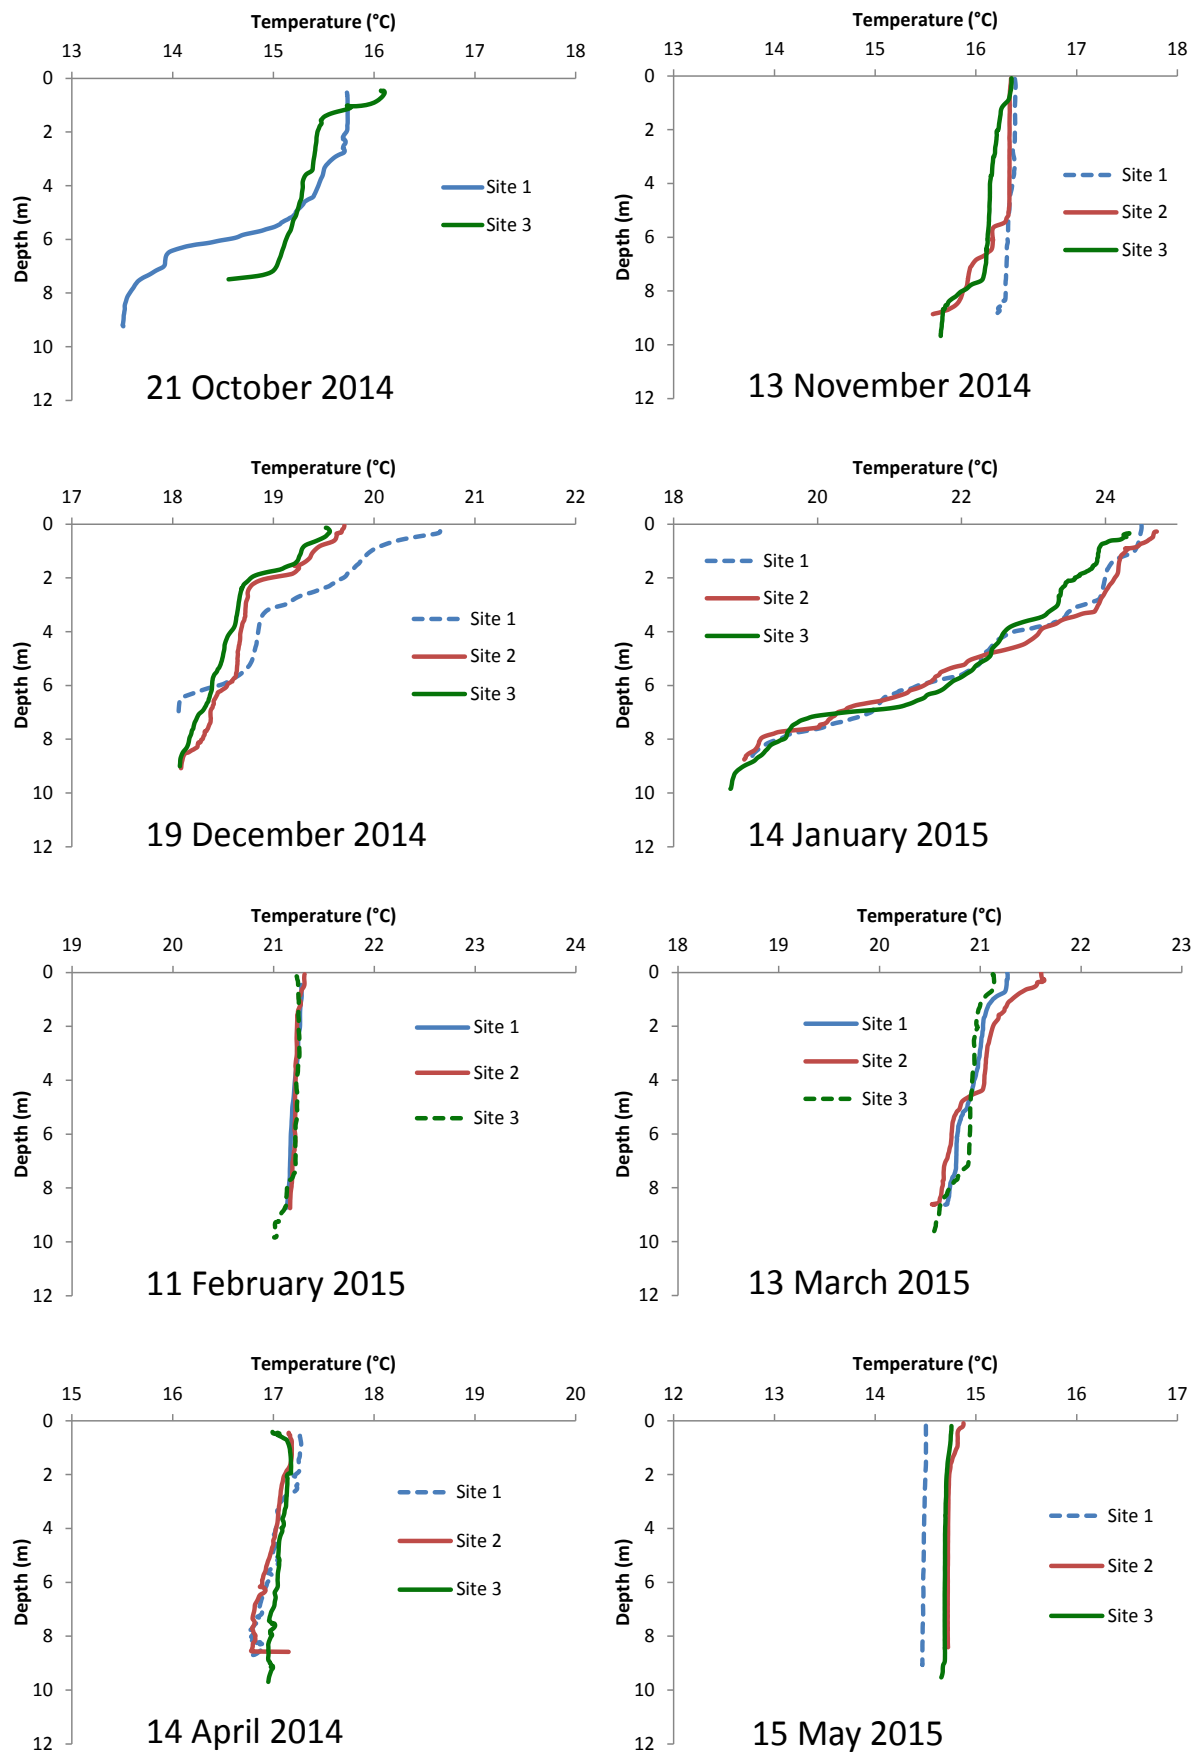 Temperature (°C)
13 14 15 16 17 18
0
2
4
6
8
10
12
Depth (m)
Site 1
Site 3
21 October 2014
Temperature (°C)
13 14 15 16 17 18
0
2
4
6
8
10
12
Depth (m)
Site 1
Site 2
Site 3
13 November 2014
Temperature (°C)
17 18 19 20 21 22
0
2
4
6
8
10
12
Depth (m)
Site 1
Site 2
Site 3
19 December 2014
Temperature (°C)
18 20 22 24
0
2
4
6
8
10
12
Depth (m)
Site 1
Site 2
Site 3
14 January 2015
Temperature (°C)
19 20 21 22 23 24
0
2
4
6
8
10
12
Depth (m)
Site 1
Site 2
Site 3
11 February 2015
Temperature (°C)
18 19 20 21 22 23
0
2
4
6
8
10
12
Depth (m)
Site 1
Site 2
Site 3
13 March 2015
Temperature (°C)
15 16 17 18 19 20
0
2
4
6
8
10
12
Depth (m)
Site 1
Site 2
Site 3
14 April 2014
Temperature (°C)
12 13 14 15 16 17
0
2
4
6
8
10
12
Depth (m)
Site 1
Site 2
Site 3
15 May 2015